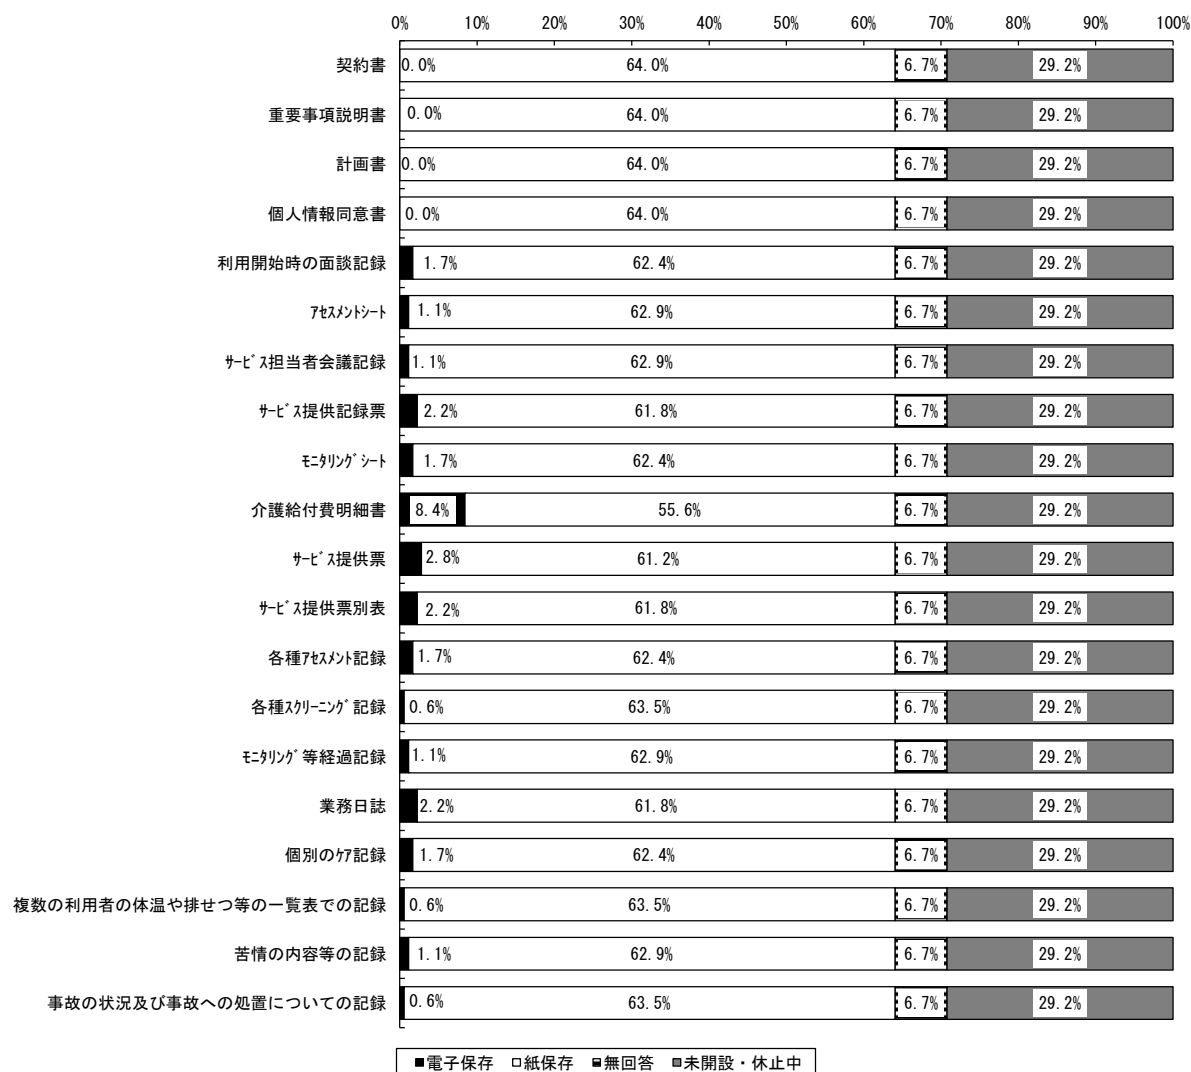 0% 10% 20% 30% 40% 50% 60% 70% 80% 90% 100%
契約書 0.0% 64.0% 6.7% 29.2%
重要事項説明書 0.0% 64.0% 6.7% 29.2%
計画書 0.0% 64.0% 6.7% 29.2%
個人情報同意書 0.0% 64.0% 6.7% 29.2%
利用開始時の面談記録 1.7% 62.4% 6.7% 29.2%
ｱｾｽﾒﾝﾄｼｰﾄ 1.1% 62.9% 6.7% 29.2%
ｻｰﾋﾞｽ担当者会議記録 1.1% 62.9% 6.7% 29.2%
ｻｰﾋﾞｽ提供記録票 2.2% 61.8% 6.7% 29.2%
ﾓﾆﾀﾘﾝｸﾞｼｰﾄ 1.7% 62.4% 6.7% 29.2%
介護給付費明細書 8.4% 55.6% 6.7% 29.2%
ｻｰﾋﾞｽ提供票 2.8% 61.2% 6.7% 29.2%
ｻｰﾋﾞｽ提供票別表 2.2% 61.8% 6.7% 29.2%
各種ｱｾｽﾒﾝﾄ記録 1.7% 62.4% 6.7% 29.2%
各種ｽｸﾘｰﾆﾝｸﾞ記録 0.6% 63.5% 6.7% 29.2%
ﾓﾆﾀﾘﾝｸﾞ等経過記録 1.1% 62.9% 6.7% 29.2%
業務日誌 2.2% 61.8% 6.7% 29.2%
個別のｹｱ記録 1.7% 62.4% 6.7% 29.2%
複数の利用者の体温や排せつ等の一覧表での記録 0.6% 63.5% 6.7% 29.2%
苦情の内容等の記録 1.1% 62.9% 6.7% 29.2%
事故の状況及び事故への処置についての記録 0.6% 63.5% 6.7% 29.2%
電子保存 紙保存 無回答 未開設・休止中